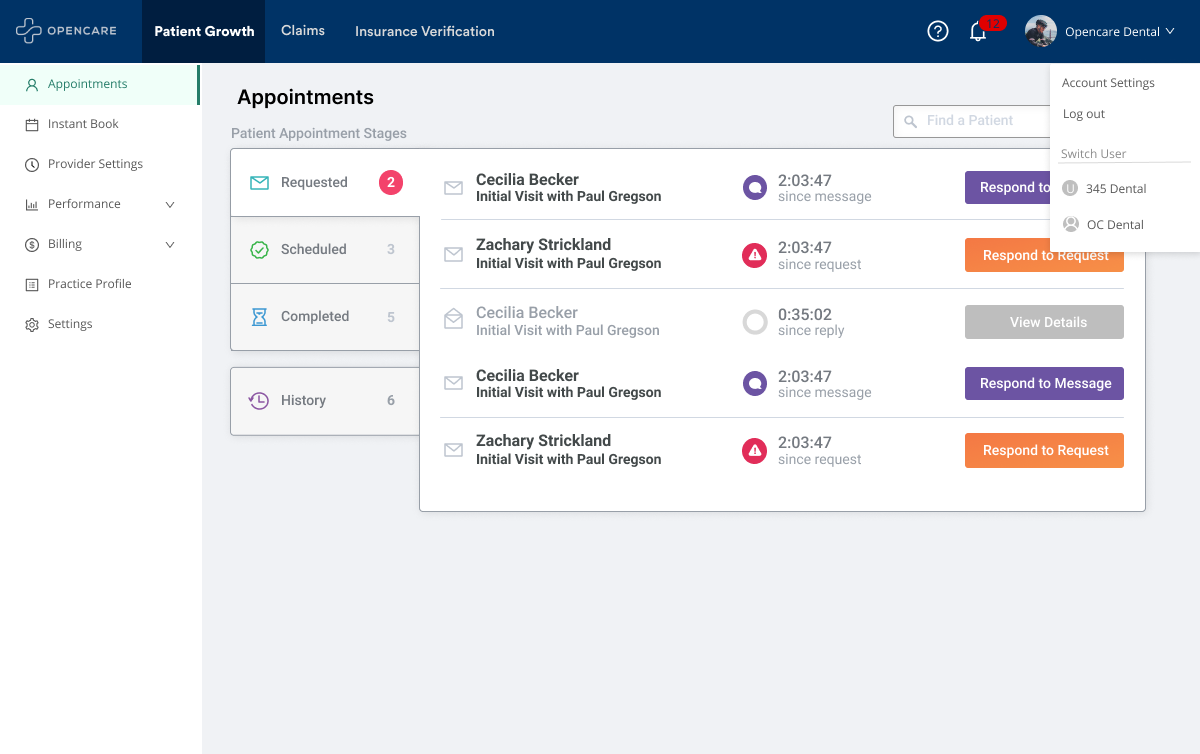 OPENCARE
Patient Growth
Claims
Insurance Verification
12
Opencare Dental
Account Settings
Log out
Switch User
U 345 Dental
OC Dental
Appointments
Instant Book
Provider Settings
Performance
Billing
Practice Profile
Settings
Appointments
Patient Appointment Stages
Find a Patient
Requested 2
Scheduled 3
Completed 5
History 6
Cecilia Becker
Initial Visit with Paul Gregson
2:03:47
since message
Respond to
Zachary Strickland
Initial Visit with Paul Gregson
2:03:47
since request
Respond to Request
Cecilia Becker
Initial Visit with Paul Gregson
0:35:02
since reply
View Details
Cecilia Becker
Initial Visit with Paul Gregson
2:03:47
since message
Respond to Message
Zachary Strickland
Initial Visit with Paul Gregson
2:03:47
since request
Respond to Request